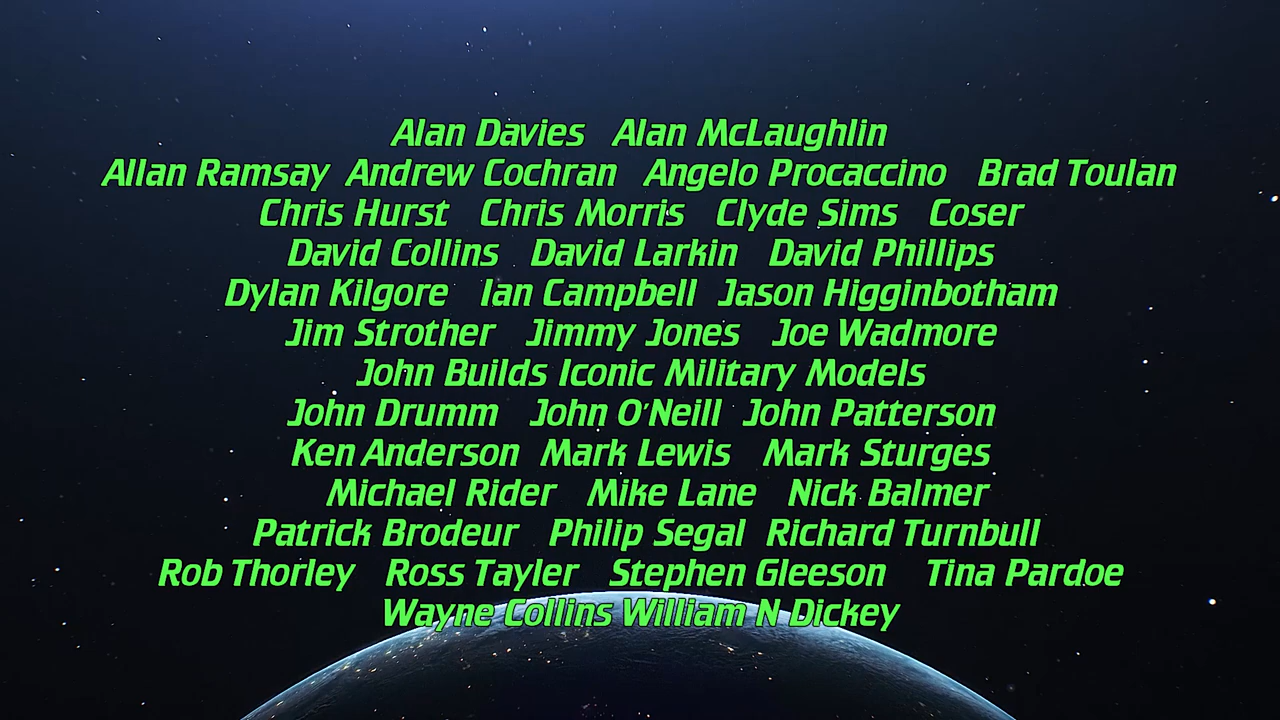 Alan Davies Alan McLaughlin
Allan Ramsay Andrew Cochran Angelo Procaccino Brad Toulan
Chris Hurst Chris Morris Clyde Sims Coser
David Collins David Larkin David Phillips
Dylan Kilgore Ian Campbell Jason Higginbotham
Jim Strother Jimmy Jones Joe Wadmore
John Builds Iconic Military Models
John Drumm John O'Neill John Patterson
Ken Anderson Mark Lewis Mark Sturges
Michael Rider Mike Lane Nick Balmer
Patrick Brodeur Philip Segal Richard Turnbull
Rob Thorley Ross Tayler Stephen Gleeson Tina Pardoe
Wayne Collins William N Dickey